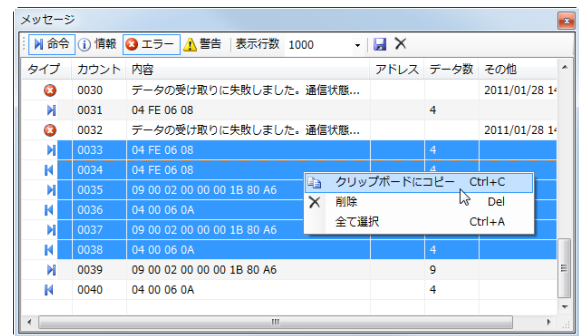 メッセージ
命令 情報 エラー 警告 表示行数 1000
タイプ カウント 内容 アドレス データ数 その他
0030 データの受け取りに失敗しました。通信状態... 2011/01/28 14
0031 04 FE 06 08 4
0032 データの受け取りに失敗しました。通信状態... 2011/01/28 14
0033 04 FE 06 08 4
0034 04 FE 06 08 4
クリップボードにコピー Ctrl+C
0035 09 00 02 00 00 00 1B 80 A6
削除 Del
0036 04 00 06 0A
全て選択 Ctrl+A
0037 09 00 02 00 00 00 1B 80 A6
0038 04 00 06 0A 4
0039 09 00 02 00 00 00 1B 80 A6 9
0040 04 00 06 0A 4